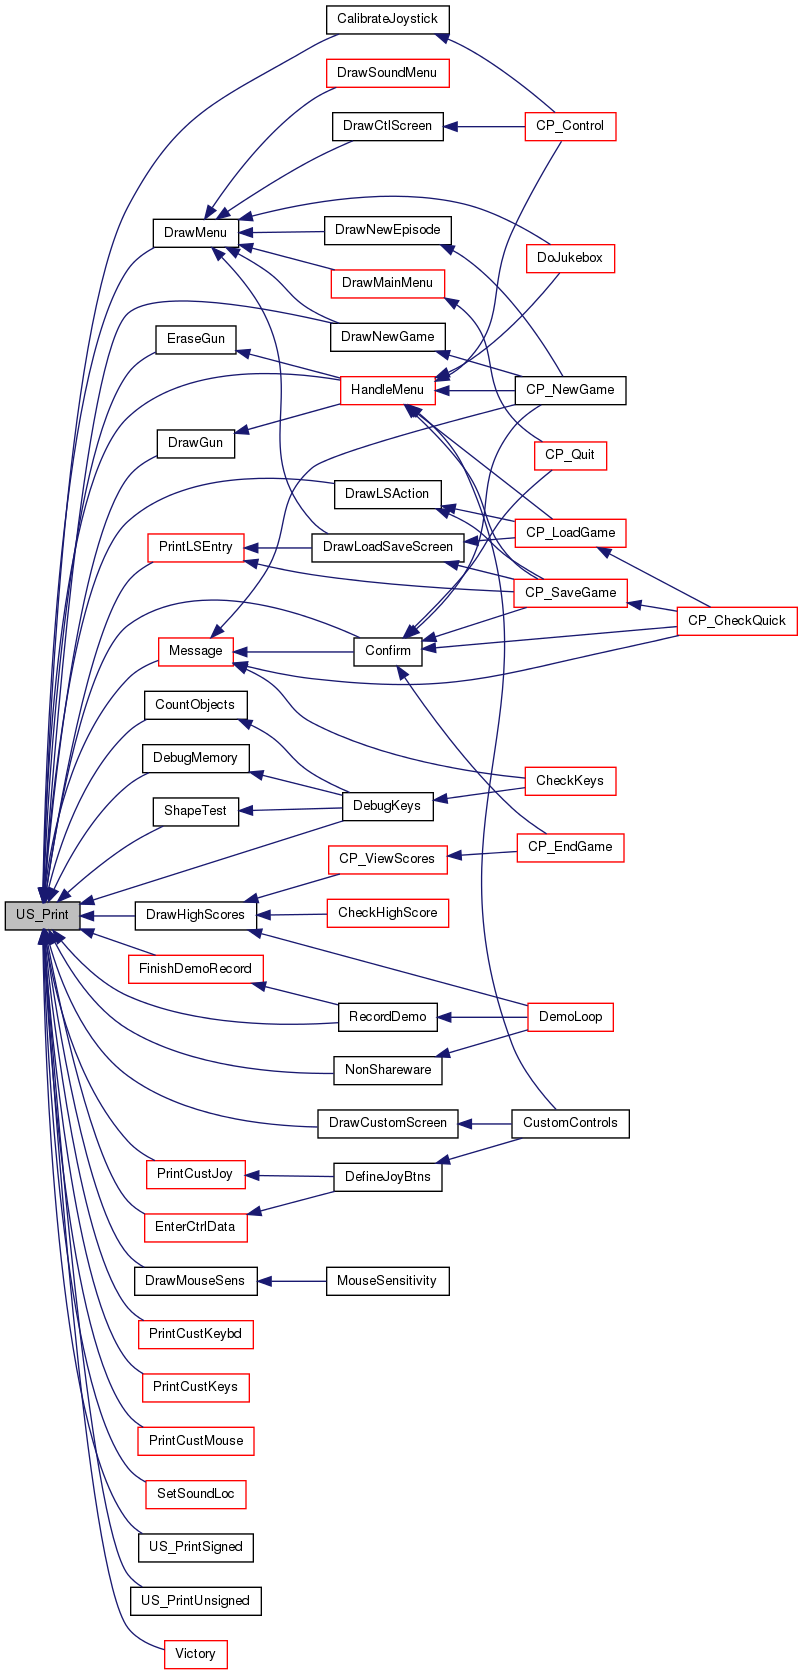 CalibrateJoystick
DrawSoundMenu
DrawCtlScreen
CP_Control
DrawMenu
DrawNewEpisode
DoJukebox
DrawMainMenu
EraseGun
DrawNewGame
HandleMenu
CP_NewGame
DrawGun
CP_Quit
DrawLSAction
CP_LoadGame
PrintLSEntry
DrawLoadSaveScreen
CP_SaveGame
CP_CheckQuick
Message
Confirm
CountObjects
DebugMemory
CheckKeys
ShapeTest
DebugKeys
CP_EndGame
CP_ViewScores
US_Print
DrawHighScores
CheckHighScore
FinishDemoRecord
RecordDemo
DemoLoop
NonShareware
DrawCustomScreen
CustomControls
PrintCustJoy
DefineJoyBtns
EnterCtrlData
DrawMouseSens
MouseSensitivity
PrintCustKeybd
PrintCustKeys
PrintCustMouse
SetSoundLoc
US_PrintSigned
US_PrintUnsigned
Victory